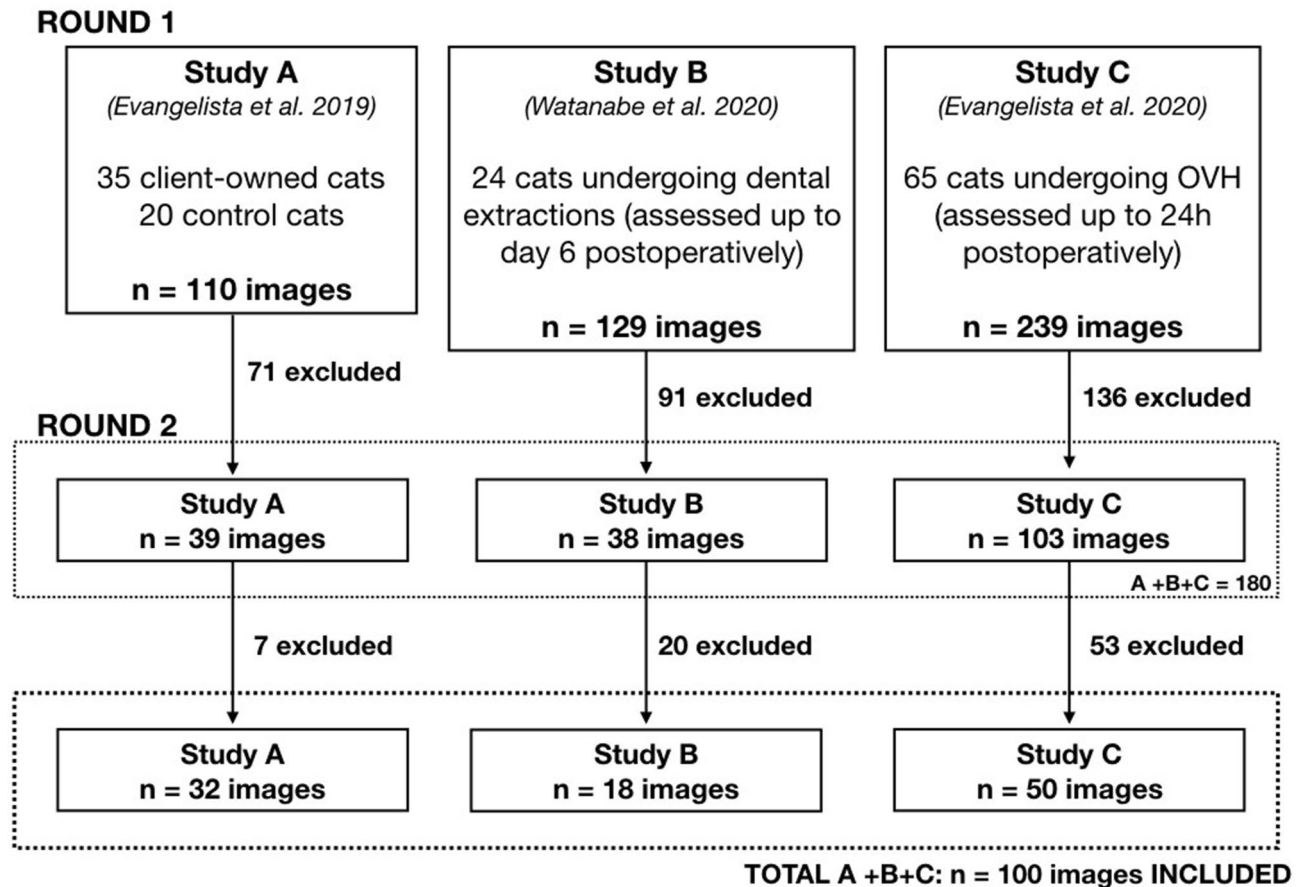 ROUND 1
Study A
(Evangelista et al. 2019)
35 client-owned cats
20 control cats
n = 110 images
Study B
(Watanabe et al. 2020)
24 cats undergoing dental
extractions (assessed up to
day 6 postoperatively)
n = 129 images
Study C
(Evangelista et al. 2020)
65 cats undergoing OVH
(assessed up to 24h
postoperatively)
n = 239 images
71 excluded
91 excluded
136 excluded
ROUND 2
Study A
n = 39 images
Study B
n = 38 images
Study C
n = 103 images
A +B+C = 180
7 excluded
20 excluded
53 excluded
Study A
n = 32 images
Study B
n = 18 images
Study C
n = 50 images
TOTAL A +B+C: n = 100 images INCLUDED